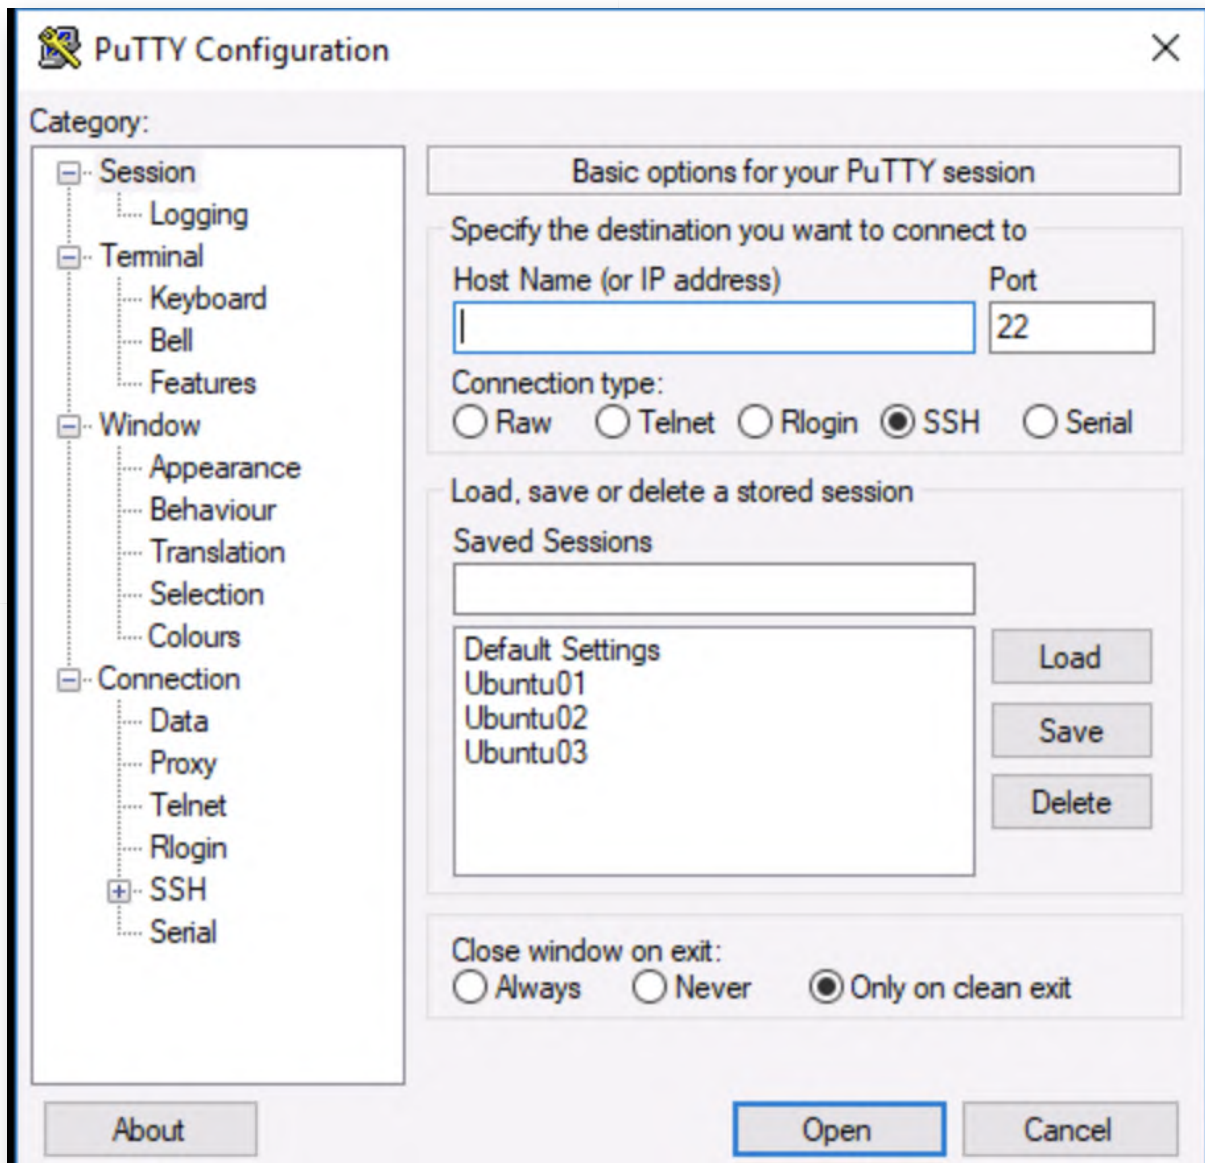 PuTTY Configuration
Category:
Session
Logging
Terminal
Keyboard
Bell
Features
Window
Appearance
Behaviour
Translation
Selection
Colours
Connection
Data
Proxy
Telnet
Rlogin
SSH
Serial
Basic options for your PuTTY session
Specify the destination you want to connect to
Host Name (or IP address) Port
22
Connection type:
Raw Telnet Rlogin SSH Serial
Load, save or delete a stored session
Saved Sessions
Default Settings
Ubuntu01
Ubuntu02
Ubuntu03
Load
Save
Delete
Close window on exit:
Always Never Only on clean exit
About Open Cancel